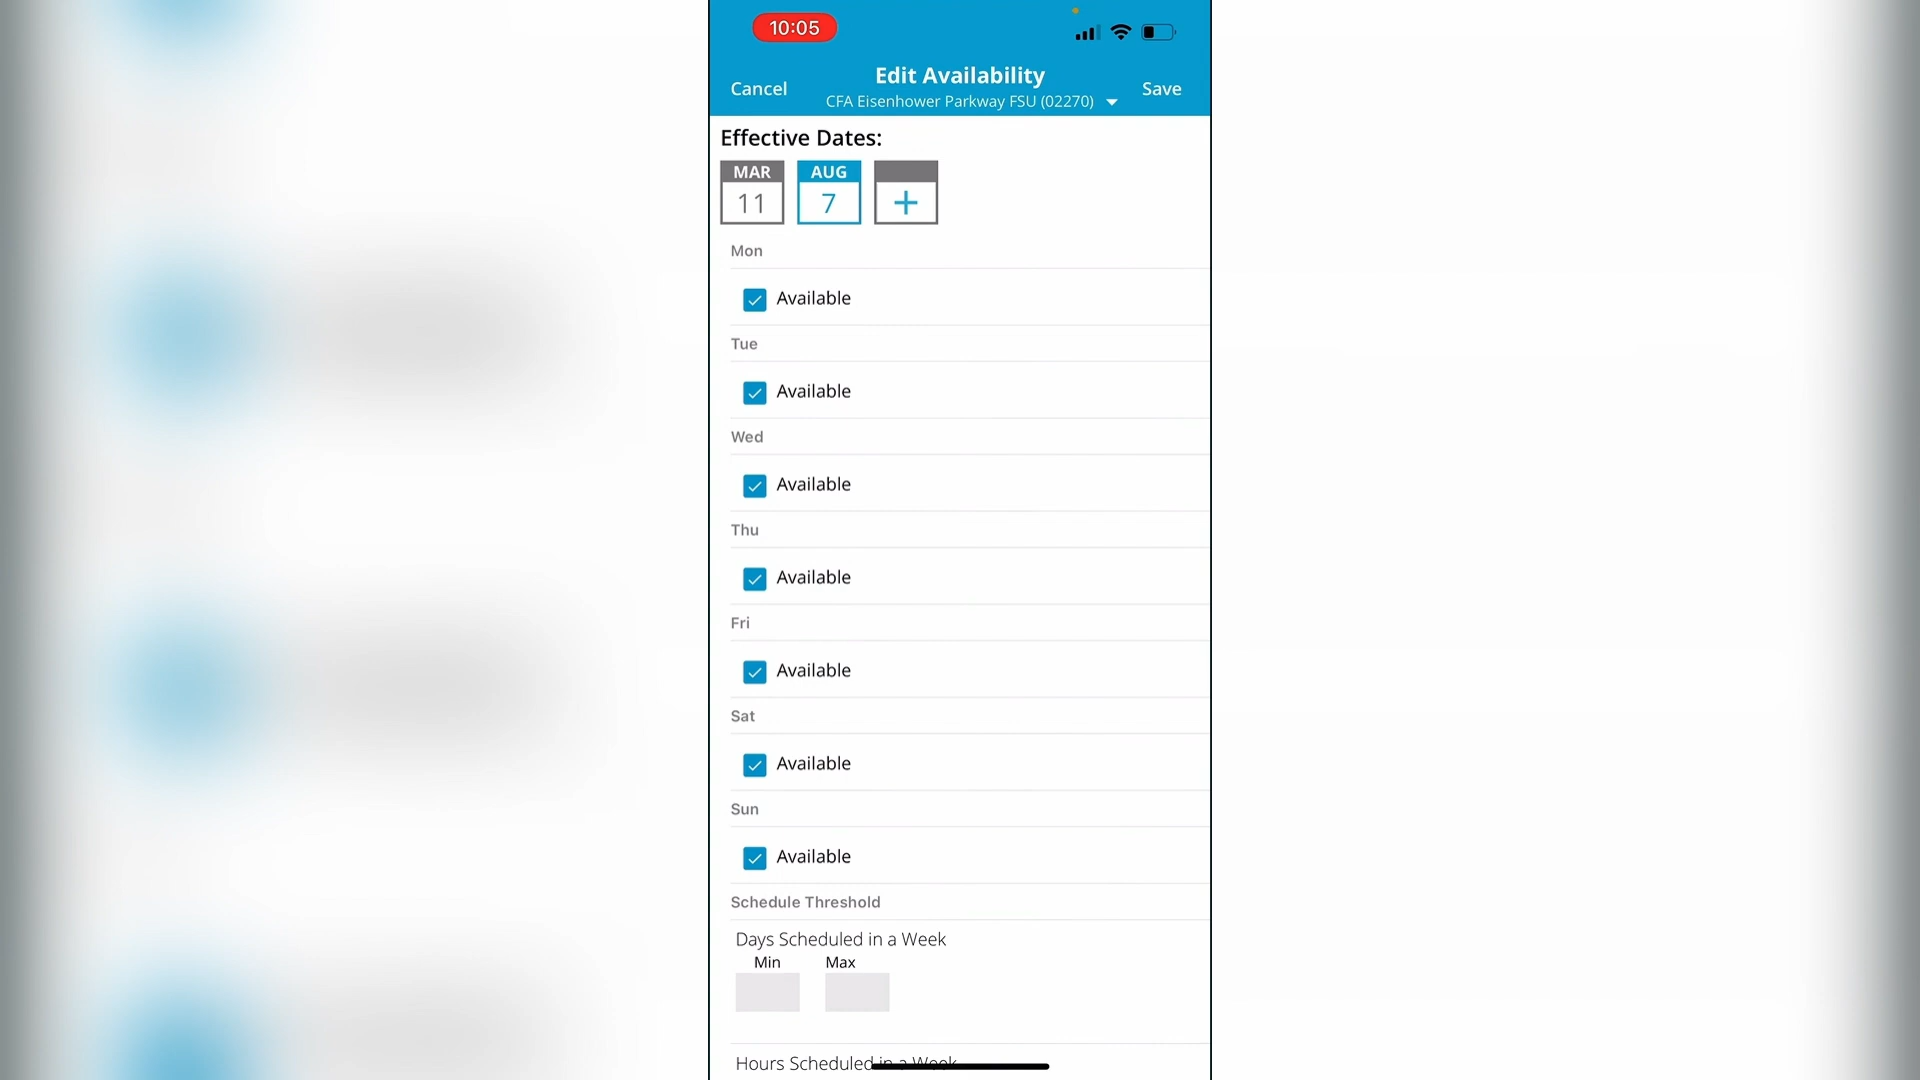 10:05
Edit Availability
Cancel
CFA Eisenhower Parkway FSU (02270)
Save
Effective Dates:
MAR
AUG
11
7
+
Mon
Available
Tue
Available
Wed
Available
Thu
Available
Fri
Available
Sat
Available
Sun
Available
Schedule Threshold
Days Scheduled in a Week
Min
Max
Hours Scheduled in a Week